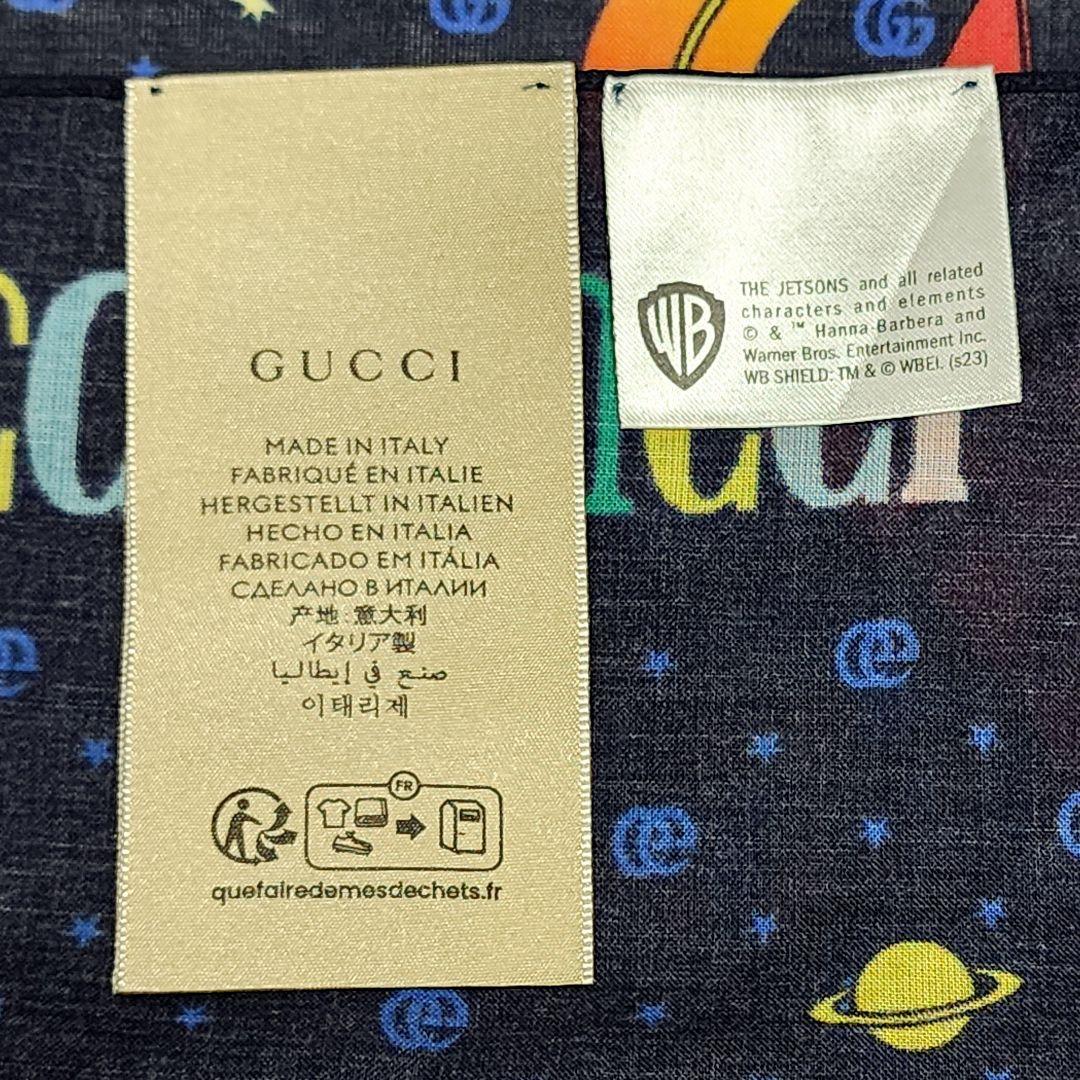 GUCCI
MADE IN ITALY
FABRIQUÉ EN ITALIE
HERGESTELLT IN ITALIEN
HECHO EN ITALIA
FABRICADO EM ITÁLIA
СДЕЛАНО В ИТАЛИИ
产地:意大利
イタリア製
صنع في إيطاليا
이태리제
FR
quefairedemesdechets.fr
WB
THE JETSONS and all related
characters and elements
© & ™ Hanna-Barbera and
Warner Bros. Entertainment Inc.
WB SHIELD: TM & © WBEI. (s23)